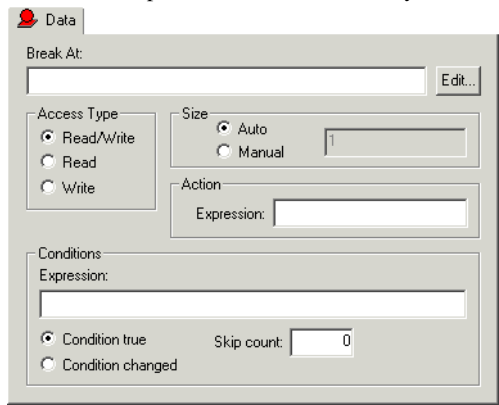 Data
Break At:
Edit...
Access Type
Read/Write
Read
Write
Size
Auto
Manual
1
Action
Expression:
Conditions
Expression:
Condition true
Condition changed
Skip count: 0